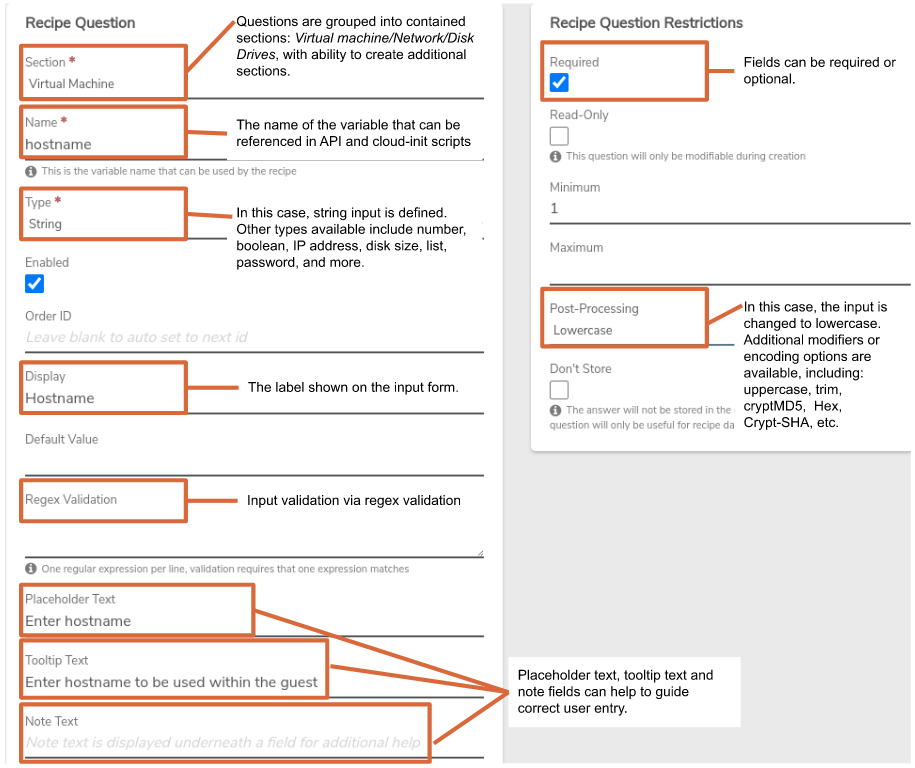 Recipe Question
Section *
Virtual Machine
Questions are grouped into contained
sections: Virtual machine/Network/Disk
Drives, with ability to create additional
sections.
Name *
hostname
The name of the variable that can be
referenced in API and cloud-init scripts
This is the variable name that can be used by the recipe
Type *
String
In this case, string input is defined.
Other types available include number,
boolean, IP address, disk size, list,
password, and more.
Enabled
Order ID
Leave blank to auto set to next id
Display
Hostname
The label shown on the input form.
Default Value
Regex Validation
Input validation via regex validation
One regular expression per line, validation requires that one expression matches
Placeholder Text
Enter hostname
Tooltip Text
Enter hostname to be used within the guest
Note Text
Note text is displayed underneath a field for additional help
Placeholder text, tooltip text and
note fields can help to guide
correct user entry.
Recipe Question Restrictions
Required
Fields can be required or
optional.
Read-Only
This question will only be modifiable during creation
Minimum
1
Maximum
Post-Processing
Lowercase
In this case, the input is
changed to lowercase.
Additional modifiers or
encoding options are
available, including:
uppercase, trim,
cryptMD5, Hex,
Crypt-SHA, etc.
Don't Store
The answer will not be stored in the
question will only be useful for recipe da